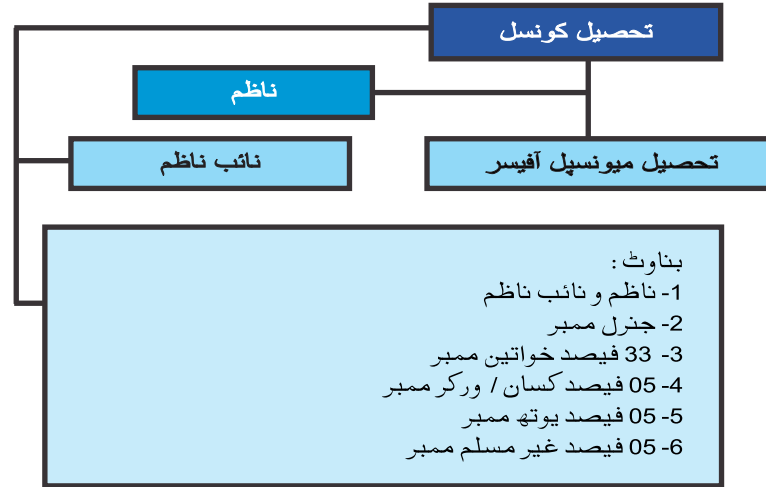 تحصیل کونسل
ناظم
نائب ناظم
تحصیل میونسپل آفیسر
بناوٹ :
1- ناظم و نائب ناظم
2- جنرل ممبر
3- 33 فیصد خواتین ممبر
4- 05 فیصد کسان / ورکر ممبر
5- 05 فیصد یوتھ ممبر
6- 05 فیصد غیر مسلم ممبر